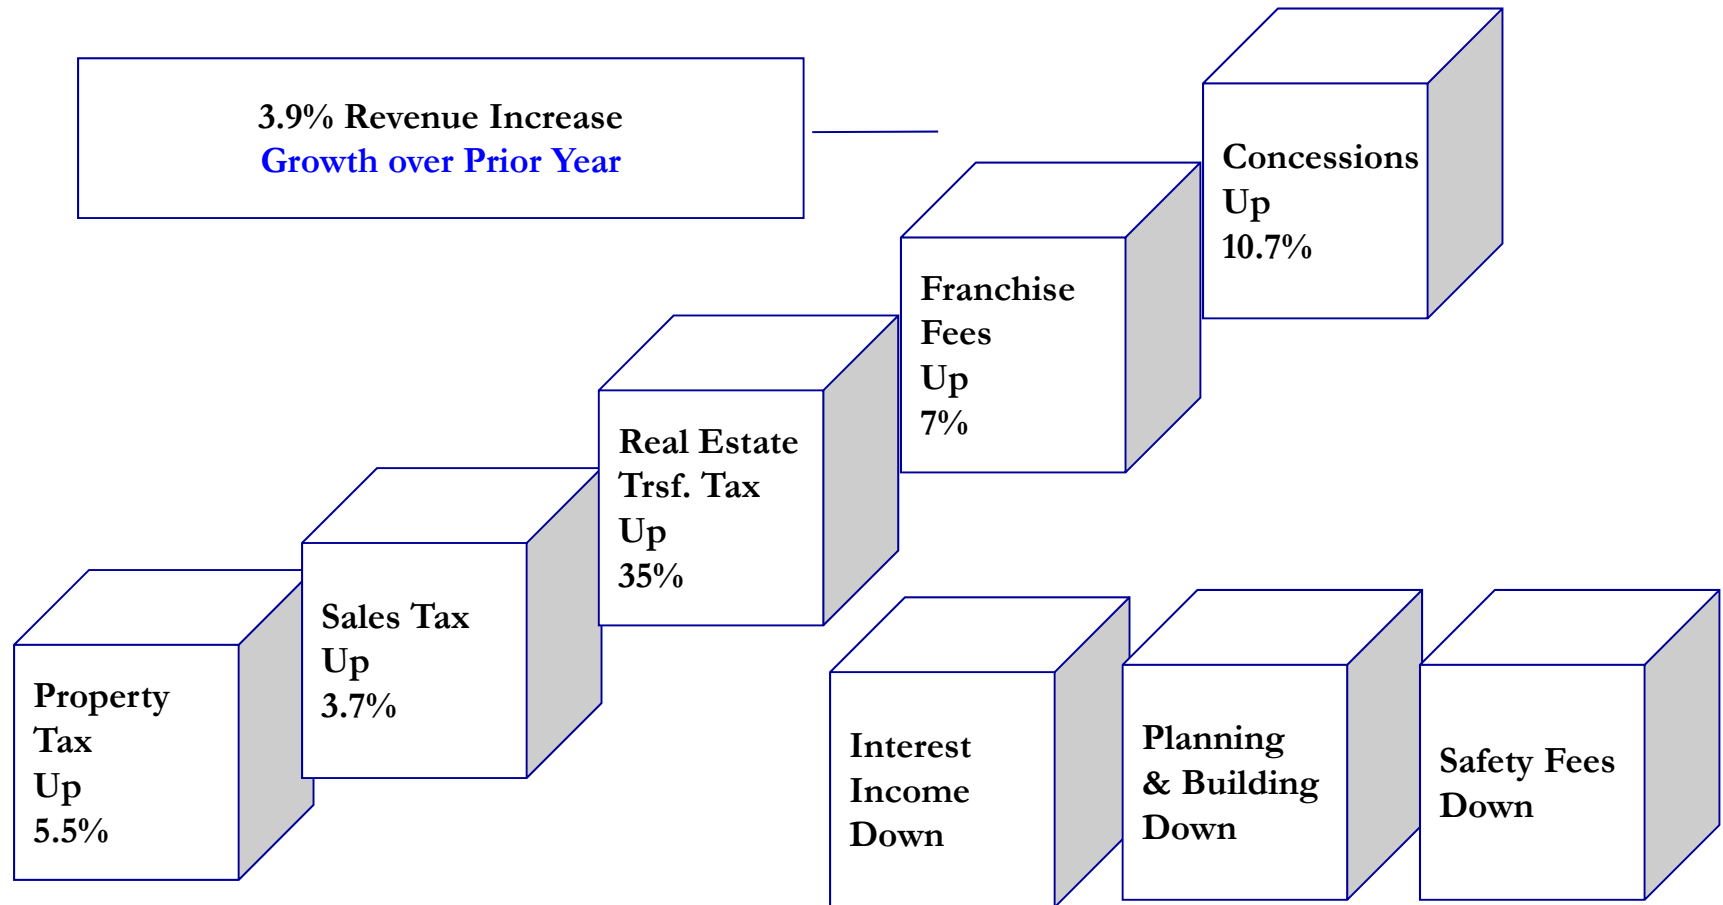 3.9% Revenue Increase
Growth over Prior Year
Concessions
Up
10.7%
Franchise
Fees
Up
7%
Real Estate
Trsf. Tax
Up
35%
Sales Tax
Up
3.7%
Property
Tax
Up
5.5%
Interest
Income
Down
Planning
& Building
Down
Safety Fees
Down